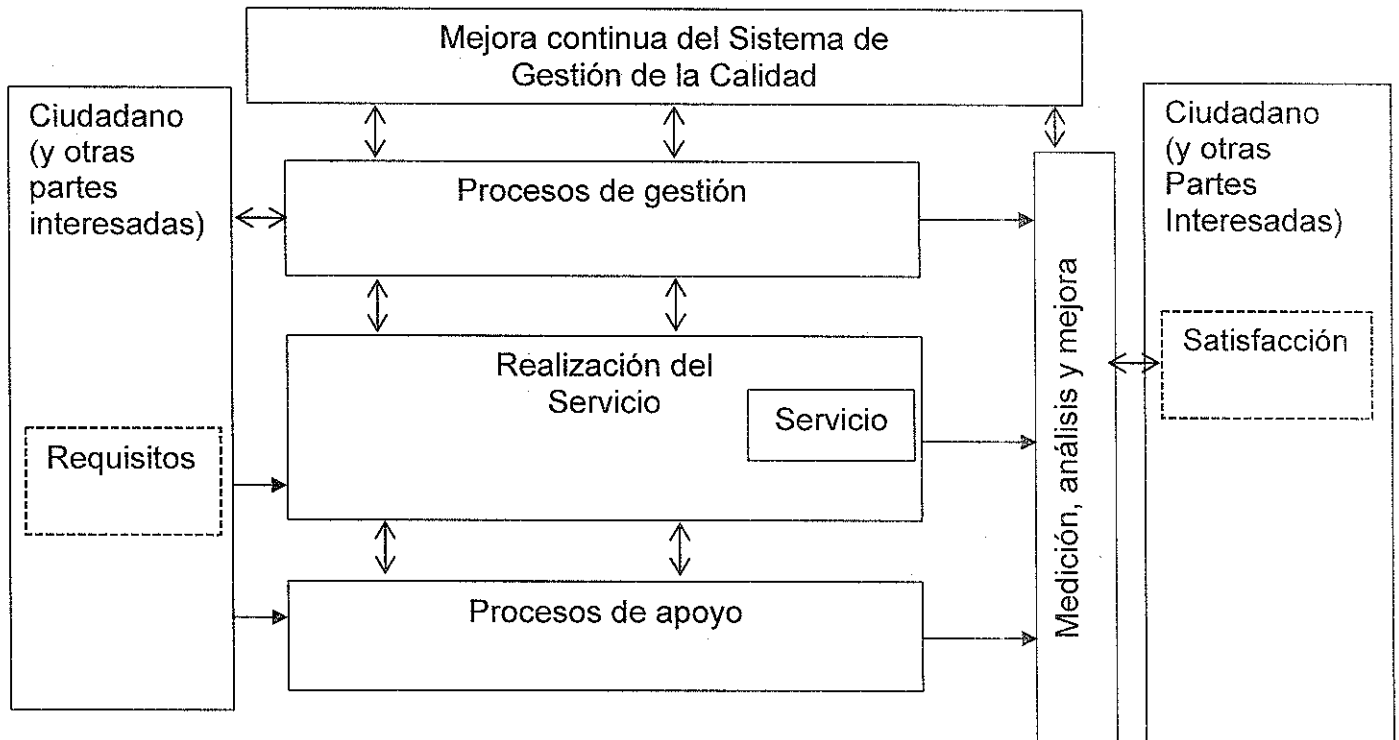 Mejora continua del Sistema de
Gestión de la Calidad
Ciudadano
(y otras
partes
interesadas)
Requisitos
Procesos de gestión
Realización del
Servicio
Servicio
Procesos de apoyo
Medición, análisis y mejora
Ciudadano
(y otras
Partes
Interesadas)
Satisfacción